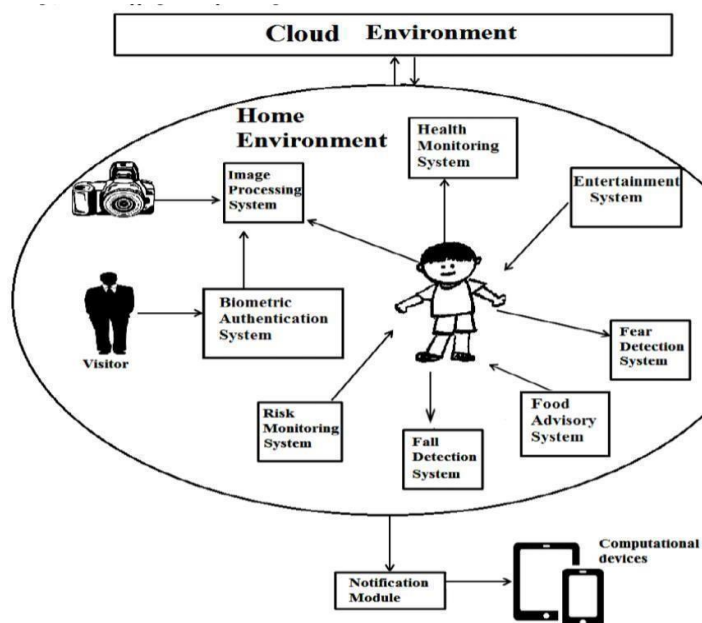 Cloud Environment
Home
Environment
Health
Monitoring
System
Image
Processing
System
Entertainment
System
Biometric
Authentication
System
Visitor
Fear
Detection
System
Risk
Monitoring
System
Food
Advisory
System
Fall
Detection
System
Computational
devices
Notification
Module